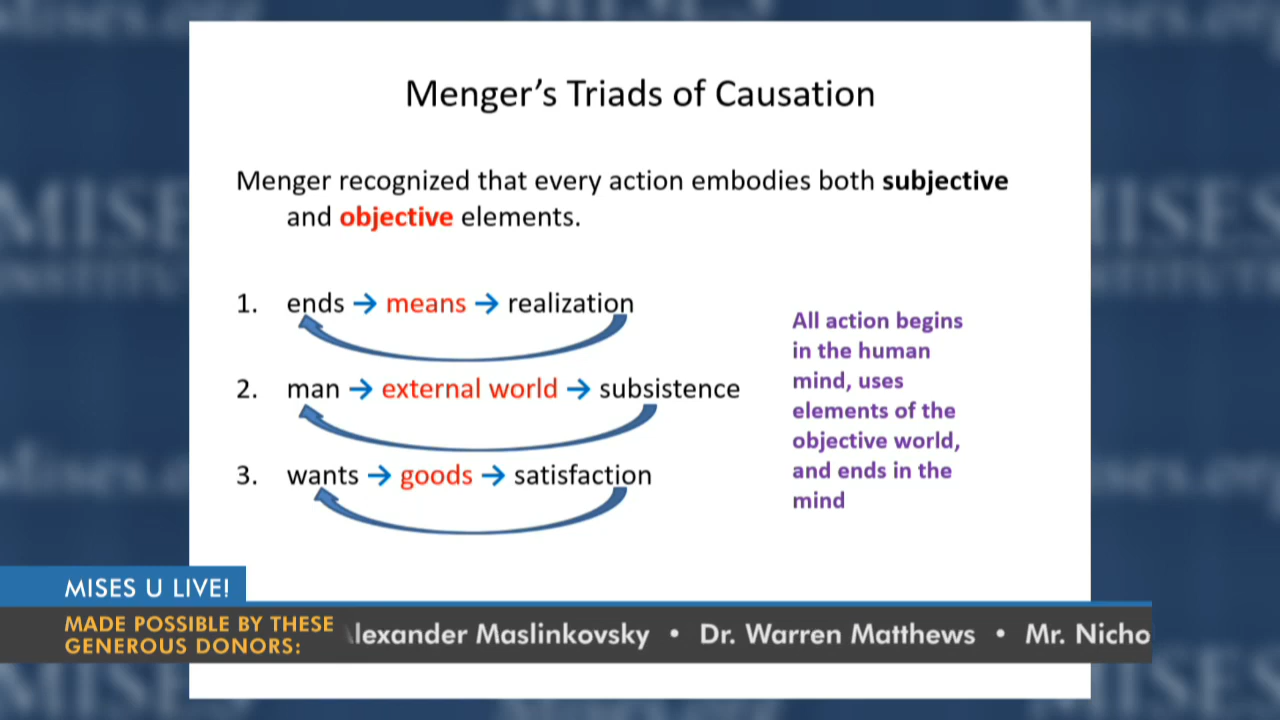 Menger’s Triads of Causation
Menger recognized that every action embodies both subjective
and objective elements.
1. ends → means → realization
2. man → external world → subsistence
3. wants → goods → satisfaction
All action begins
in the human
mind, uses
elements of the
objective world,
and ends in the
mind
MISES U LIVE!
MADE POSSIBLE BY THESE
GENEROUS DONORS:
lexander Maslinkovsky • Dr. Warren Matthews • Mr. Nicho